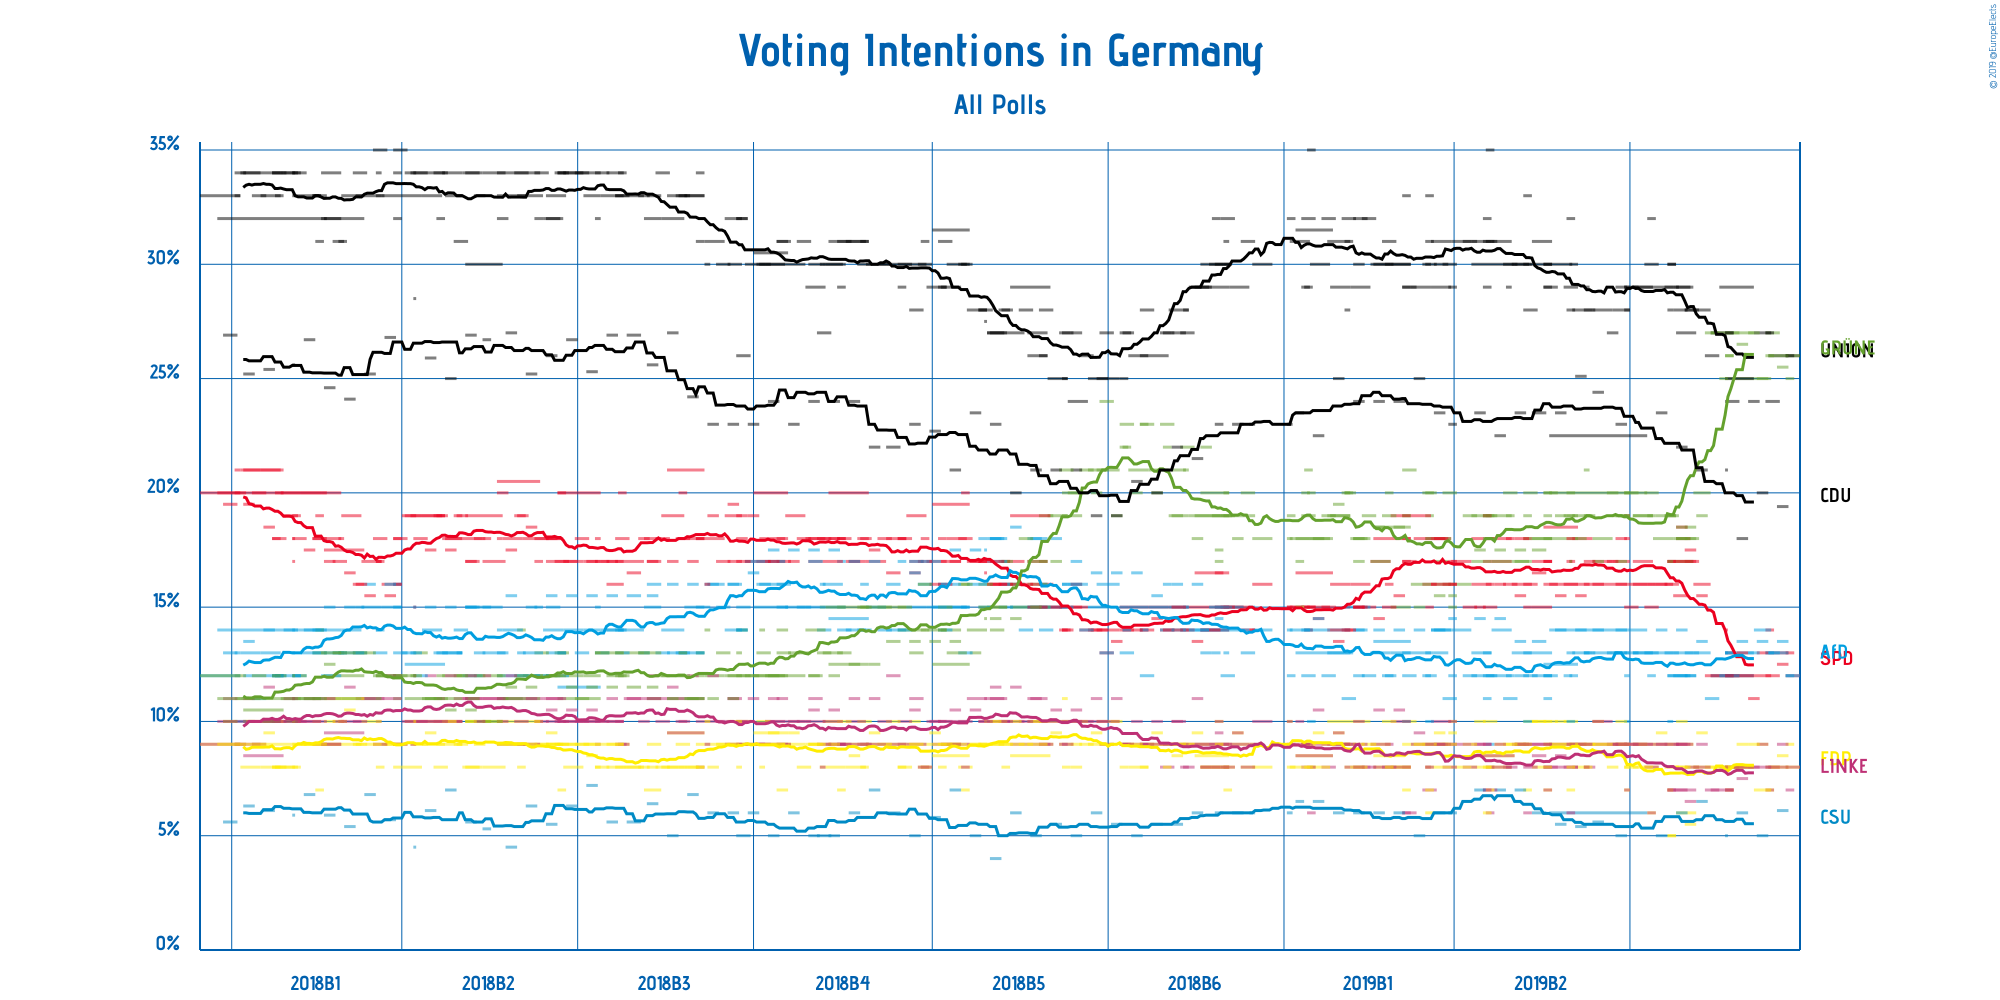 Voting Intentions in Germany
© 2019 @EuropeElects
All Polls
35%
30%
25%
20%
15%
10%
5%
0%
GRÜNE
UNION
CDU
AfD
SPD
FDP
LINKE
CSU
2018B1
2018B2
2018B3
2018B4
2018B5
2018B6
2019B1
2019B2